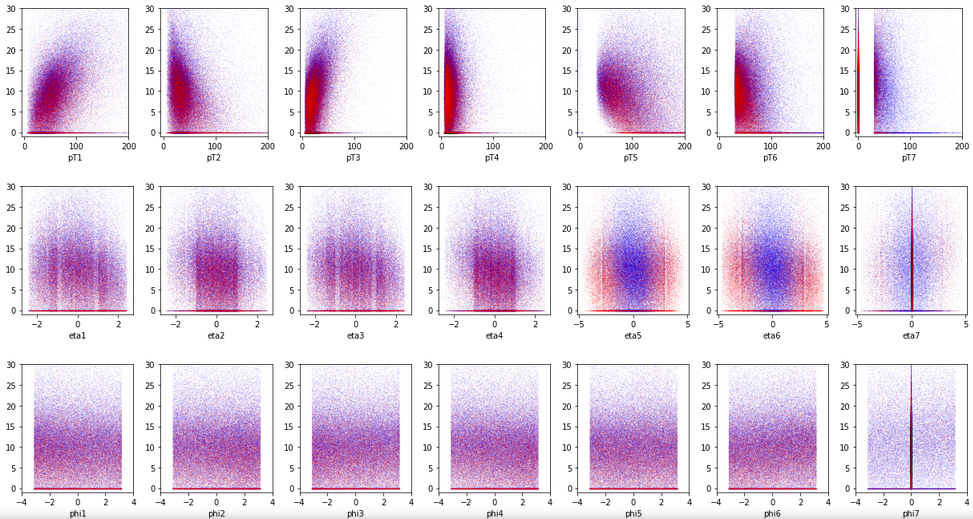 30 30 30 30 30 30 30
25 25 25 25 25 25 25
20 20 20 20 20 20 20
15 15 15 15 15 15 15
10 10 10 10 10 10 10
5 5 5 5 5 5 5
0 0 0 0 0 0 0
0 100 200 0 100 200 0 100 200 0 100 200 0 100 200 0 100 200 0 100 200
pT1 pT2 pT3 pT4 pT5 pT6 pT7
30 30 30 30 30 30 30
25 25 25 25 25 25 25
20 20 20 20 20 20 20
15 15 15 15 15 15 15
10 10 10 10 10 10 10
5 5 5 5 5 5 5
0 0 0 0 0 0 0
−2 0 2 −2 0 2 −2 0 2 −2 0 2 −5 0 5 −5 0 5 −5 0 5
eta1 eta2 eta3 eta4 eta5 eta6 eta7
30 30 30 30 30 30 30
25 25 25 25 25 25 25
20 20 20 20 20 20 20
15 15 15 15 15 15 15
10 10 10 10 10 10 10
5 5 5 5 5 5 5
0 0 0 0 0 0 0
−4 −2 0 2 4 −4 −2 0 2 4 −4 −2 0 2 4 −4 −2 0 2 4 −4 −2 0 2 4 −4 −2 0 2 4 −4 −2 0 2 4
phi1 phi2 phi3 phi4 phi5 phi6 phi7